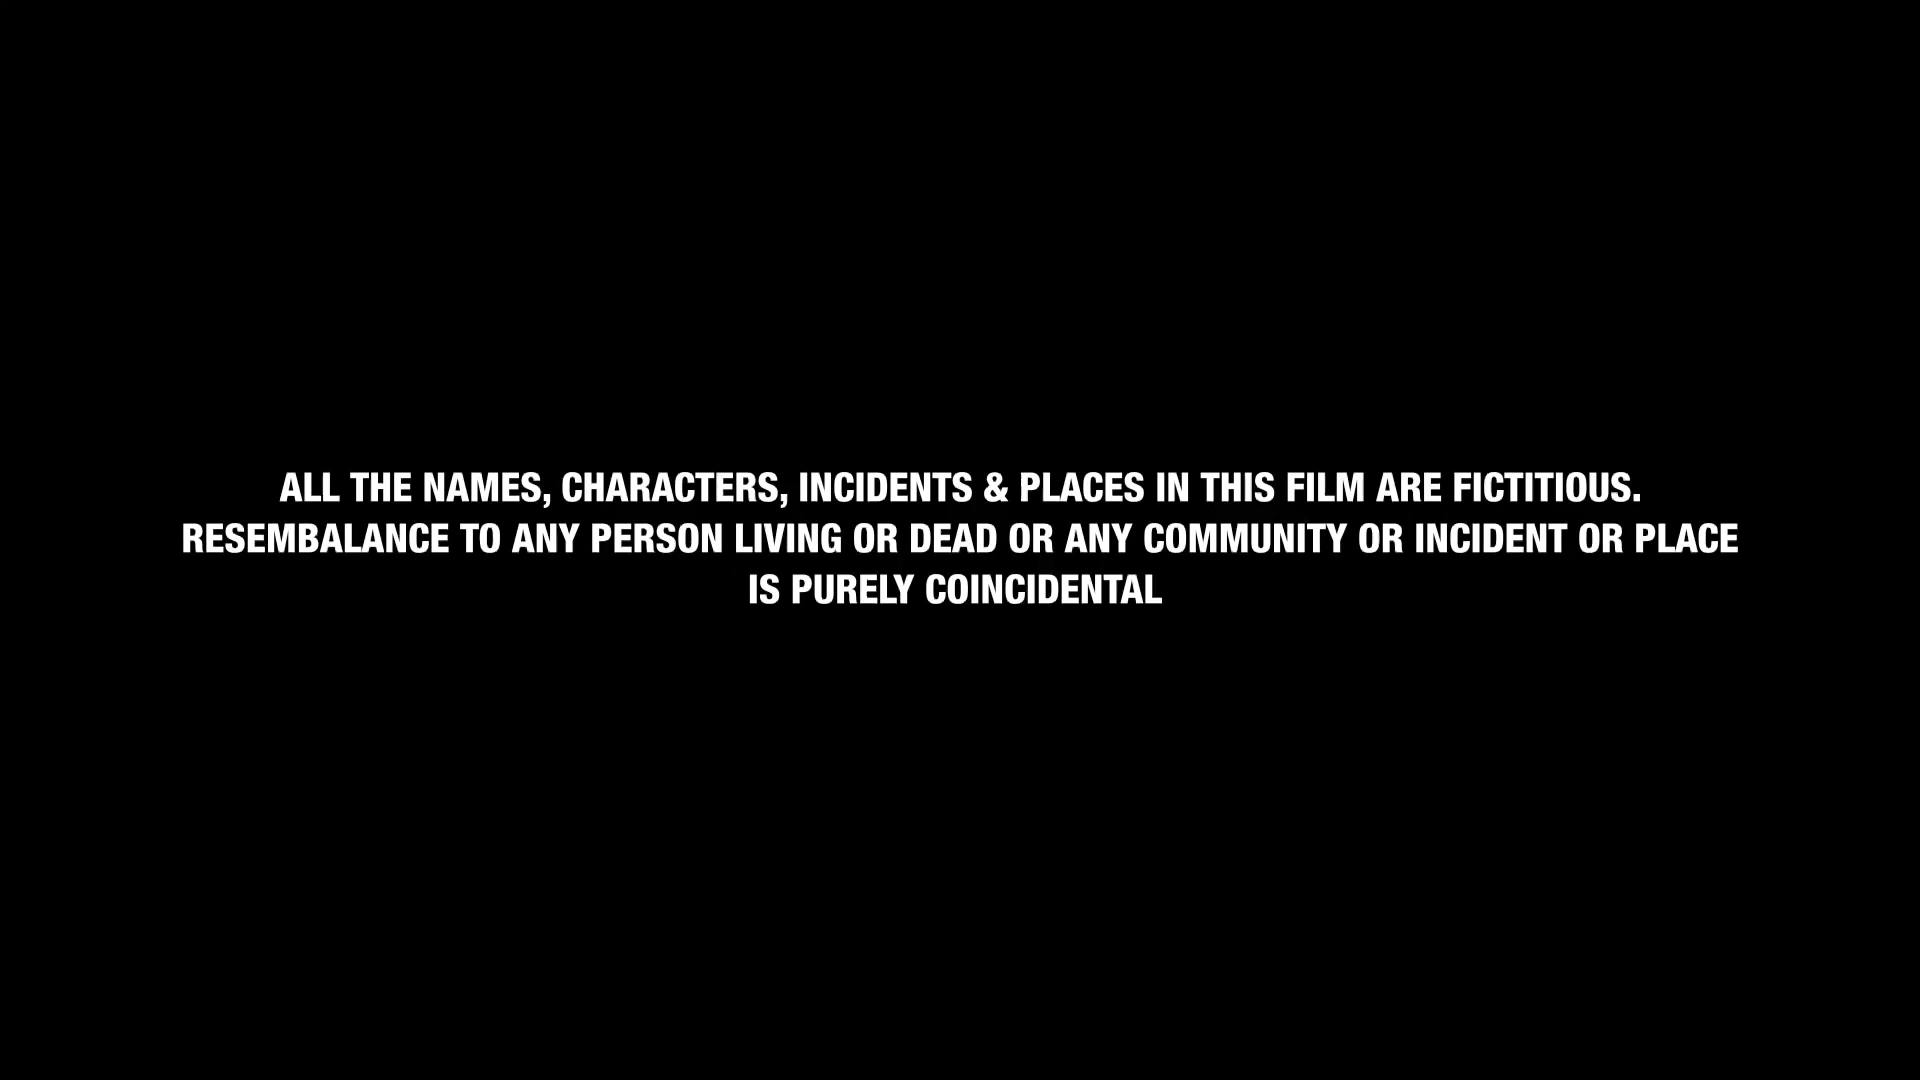 ALL THE NAMES, CHARACTERS, INCIDENTS & PLACES IN THIS FILM ARE FICTITIOUS.
RESEMBALANCE TO ANY PERSON LIVING OR DEAD OR ANY COMMUNITY OR INCIDENT OR PLACE
IS PURELY COINCIDENTAL